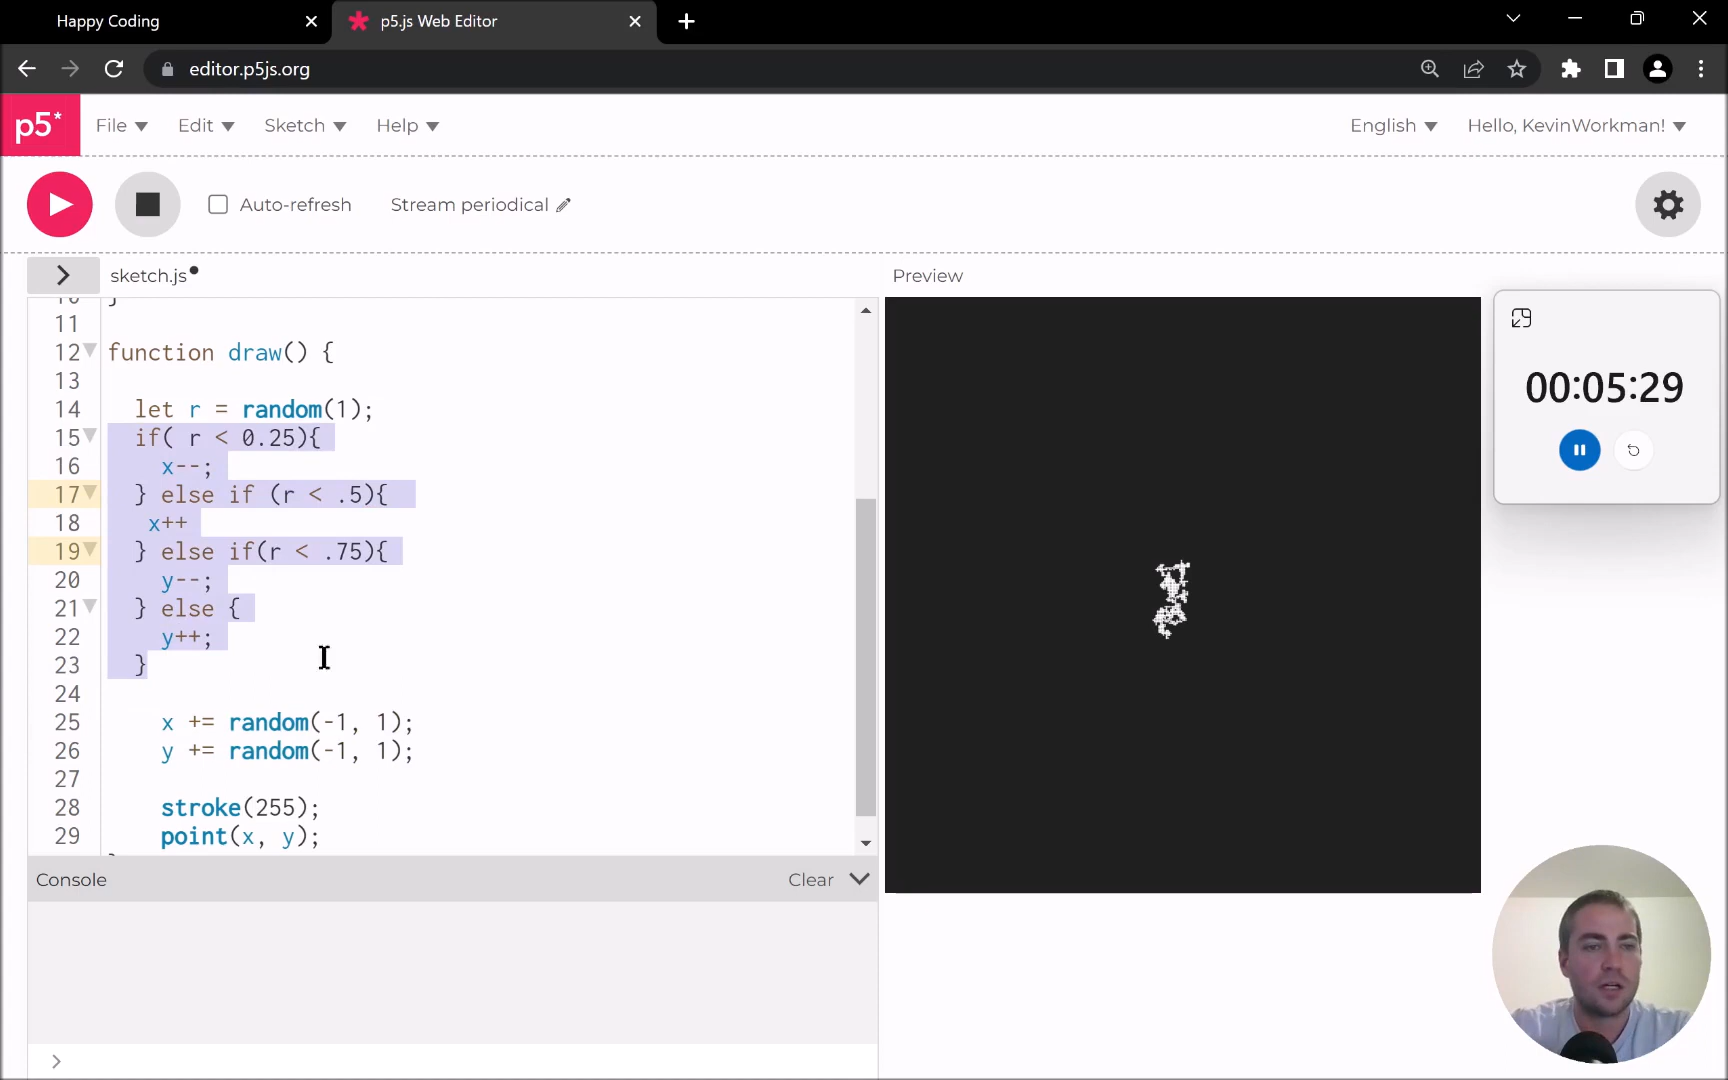 Happy Coding
p5.js Web Editor
editor.p5js.org
p5*
File
Edit
Sketch
Help
English
Hello, KevinWorkman!
Auto-refresh
Stream periodical
sketch.js
Preview
11
12 function draw() {
13
14 let r = random(1);
15 if( r < 0.25){
16 x--;
17 } else if (r < .5){
18 x++
19 } else if(r < .75){
20 y--;
21 } else {
22 y++;
23 }
24
25 x += random(-1, 1);
26 y += random(-1, 1);
27
28 stroke(255);
29 point(x, y);
00:05:29
Console
Clear
>